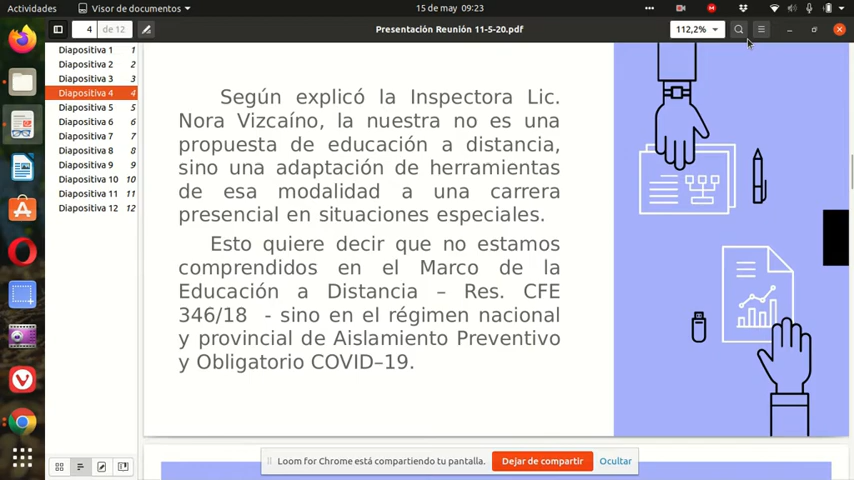 Actividades
Visor de documentos
15 de may 09:23
4 de 12
Presentación Reunión 11-5-20.pdf
112,2%
Diapositiva 1 1
Diapositiva 2 2
Diapositiva 3 3
Diapositiva 4 4
Diapositiva 5 5
Diapositiva 6 6
Diapositiva 7 7
Diapositiva 8 8
Diapositiva 9 9
Diapositiva 10 10
Diapositiva 11 11
Diapositiva 12 12
Según explicó la Inspectora Lic.
Nora Vizcaíno, la nuestra no es una
propuesta de educación a distancia,
sino una adaptación de herramientas
de esa modalidad a una carrera
presencial en situaciones especiales.
Esto quiere decir que no estamos
comprendidos en el Marco de la
Educación a Distancia – Res. CFE
346/18 - sino en el régimen nacional
y provincial de Aislamiento Preventivo
y Obligatorio COVID–19.
Loom for Chrome está compartiendo tu pantalla.
Dejar de compartir
Ocultar